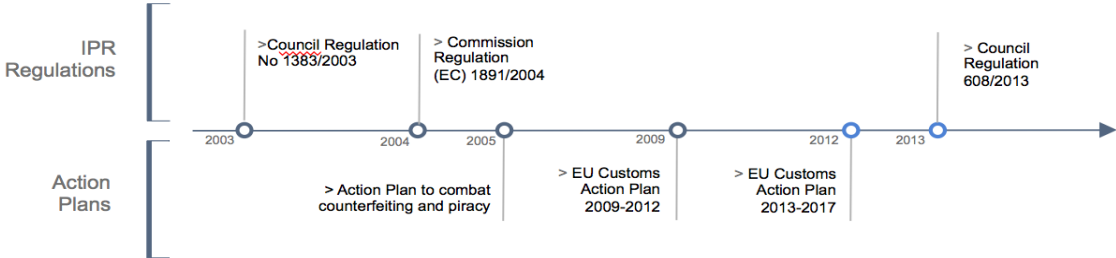 IPR
Regulations
>Council Regulation
No 1383/2003
> Commission
Regulation
(EC) 1891/2004
> Council
Regulation
608/2013
2003
2004
2005
2009
2012
2013
Action
Plans
> Action Plan to combat
counterfeiting and piracy
> EU Customs
Action Plan
2009-2012
> EU Customs
Action Plan
2013-2017